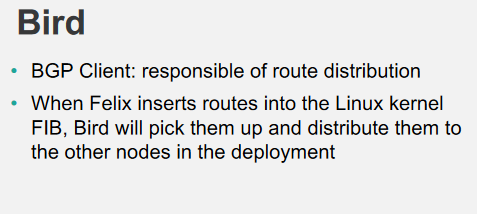 Bird
• BGP Client: responsible of route distribution
• When Felix inserts routes into the Linux kernel
FIB, Bird will pick them up and distribute them to
the other nodes in the deployment